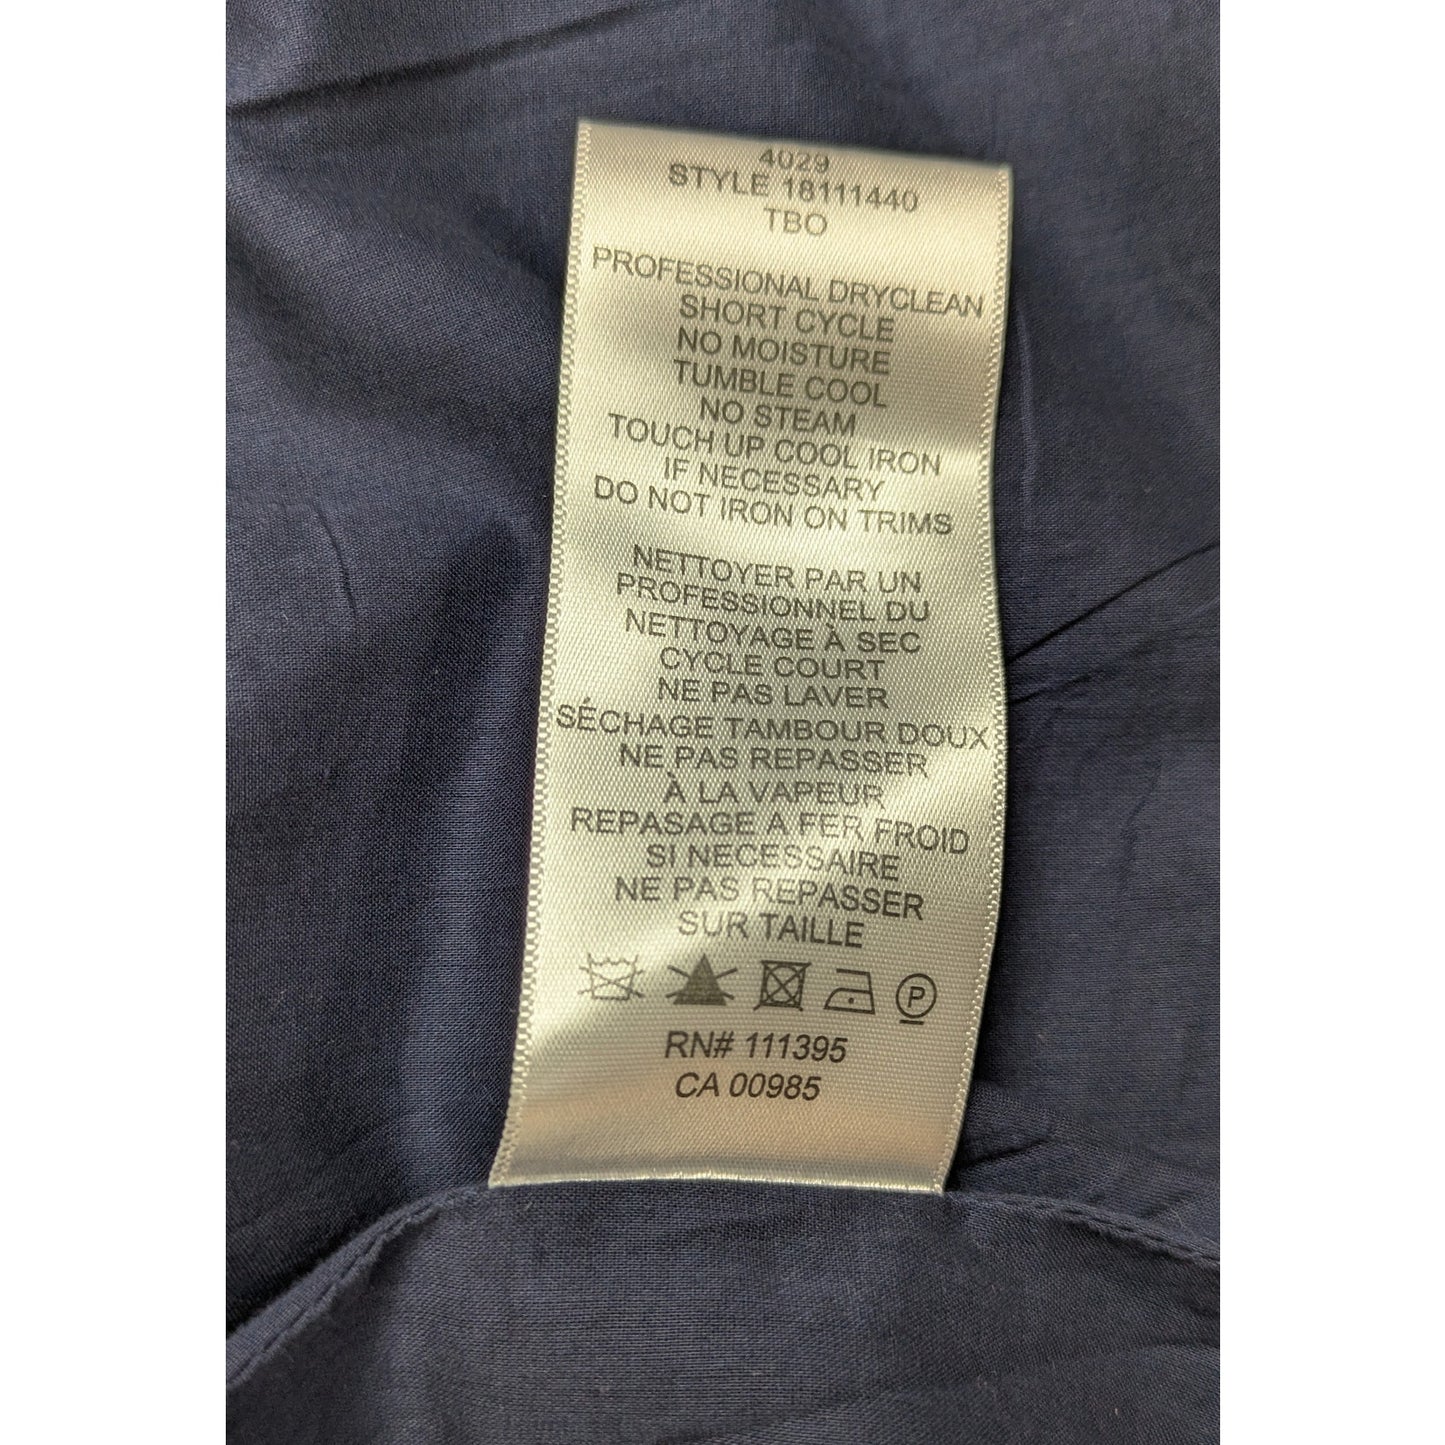 4029
STYLE 18111440
TBO
PROFESSIONAL DRYCLEAN
SHORT CYCLE
NO MOISTURE
TUMBLE COOL
NO STEAM
TOUCH UP COOL IRON
IF NECESSARY
DO NOT IRON ON TRIMS
NETTOYER PAR UN
PROFESSIONNEL DU
NETTOYAGE À SEC
CYCLE COURT
NE PAS LAVER
SÉCHAGE TAMBOUR DOUX
NE PAS REPASSER
À LA VAPEUR
REPASAGE A FER FROID
SI NECESSAIRE
NE PAS REPASSER
SUR TAILLE
P
RN# 111395
CA 00985